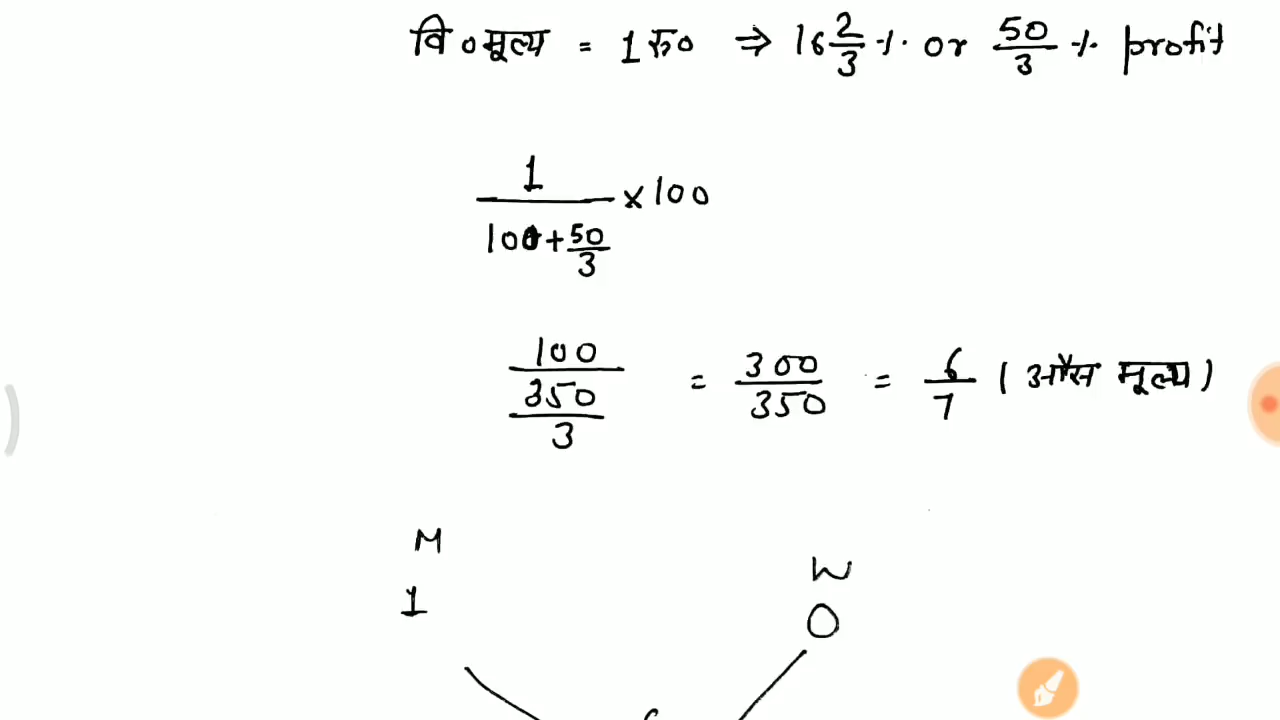 वि०मूल्य = 1 रु० ⇒ 16 2/3 % or 50/3 % profit
1/(100+50/3) × 100
100/(350/3) = 300/350 = 6/7 (औस मूल्य)
M W
1 0